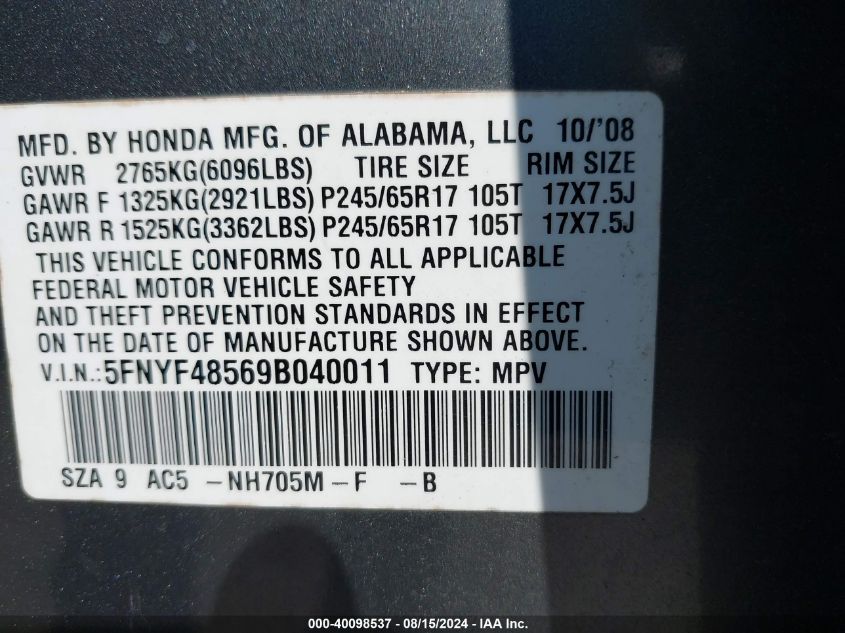 MFD. BY HONDA MFG. OF ALABAMA, LLC 10/'08
GVWR 2765KG(6096LBS) TIRE SIZE RIM SIZE
GAWR F 1325KG(2921LBS) P245/65R17 105T 17X7.5J
GAWR R 1525KG(3362LBS) P245/65R17 105T 17X7.5J
THIS VEHICLE CONFORMS TO ALL APPLICABLE
FEDERAL MOTOR VEHICLE SAFETY
AND THEFT PREVENTION STANDARDS IN EFFECT
ON THE DATE OF MANUFACTURE SHOWN ABOVE.
V.I.N.: 5FNYF48569B040011 TYPE: MPV
SZA 9 AC5 -NH705M-F -B
000-40098537 - 08/15/2024 - IAA Inc.